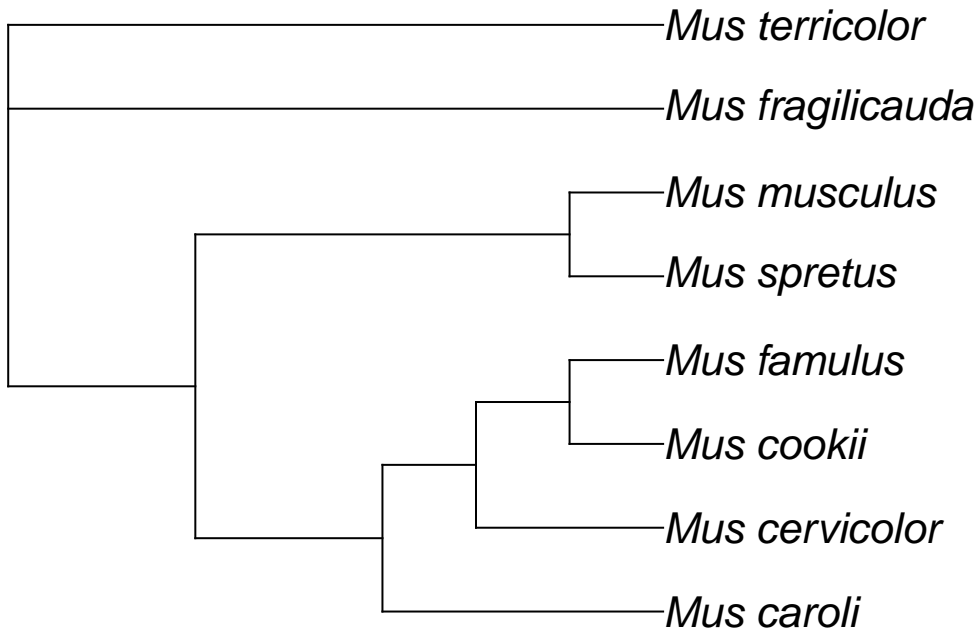 Mus terricolor
Mus fragilicauda
Mus musculus
Mus spretus
Mus famulus
Mus cookii
Mus cervicolor
Mus caroli